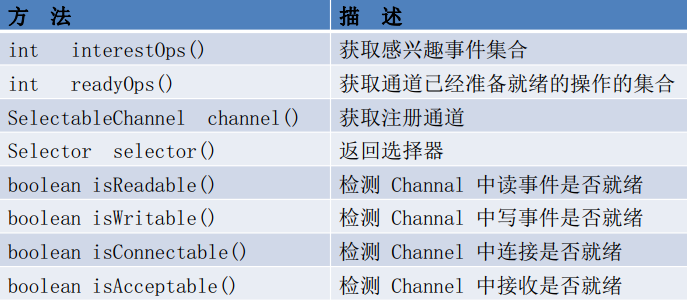 方 法 描 述
int interestOps() 获取感兴趣事件集合
int readyOps() 获取通道已经准备就绪的操作的集合
SelectableChannel channel() 获取注册通道
Selector selector() 返回选择器
boolean isReadable() 检测 Channal 中读事件是否就绪
boolean isWritable() 检测 Channal 中写事件是否就绪
boolean isConnectable() 检测 Channel 中连接是否就绪
boolean isAcceptable() 检测 Channel 中接收是否就绪